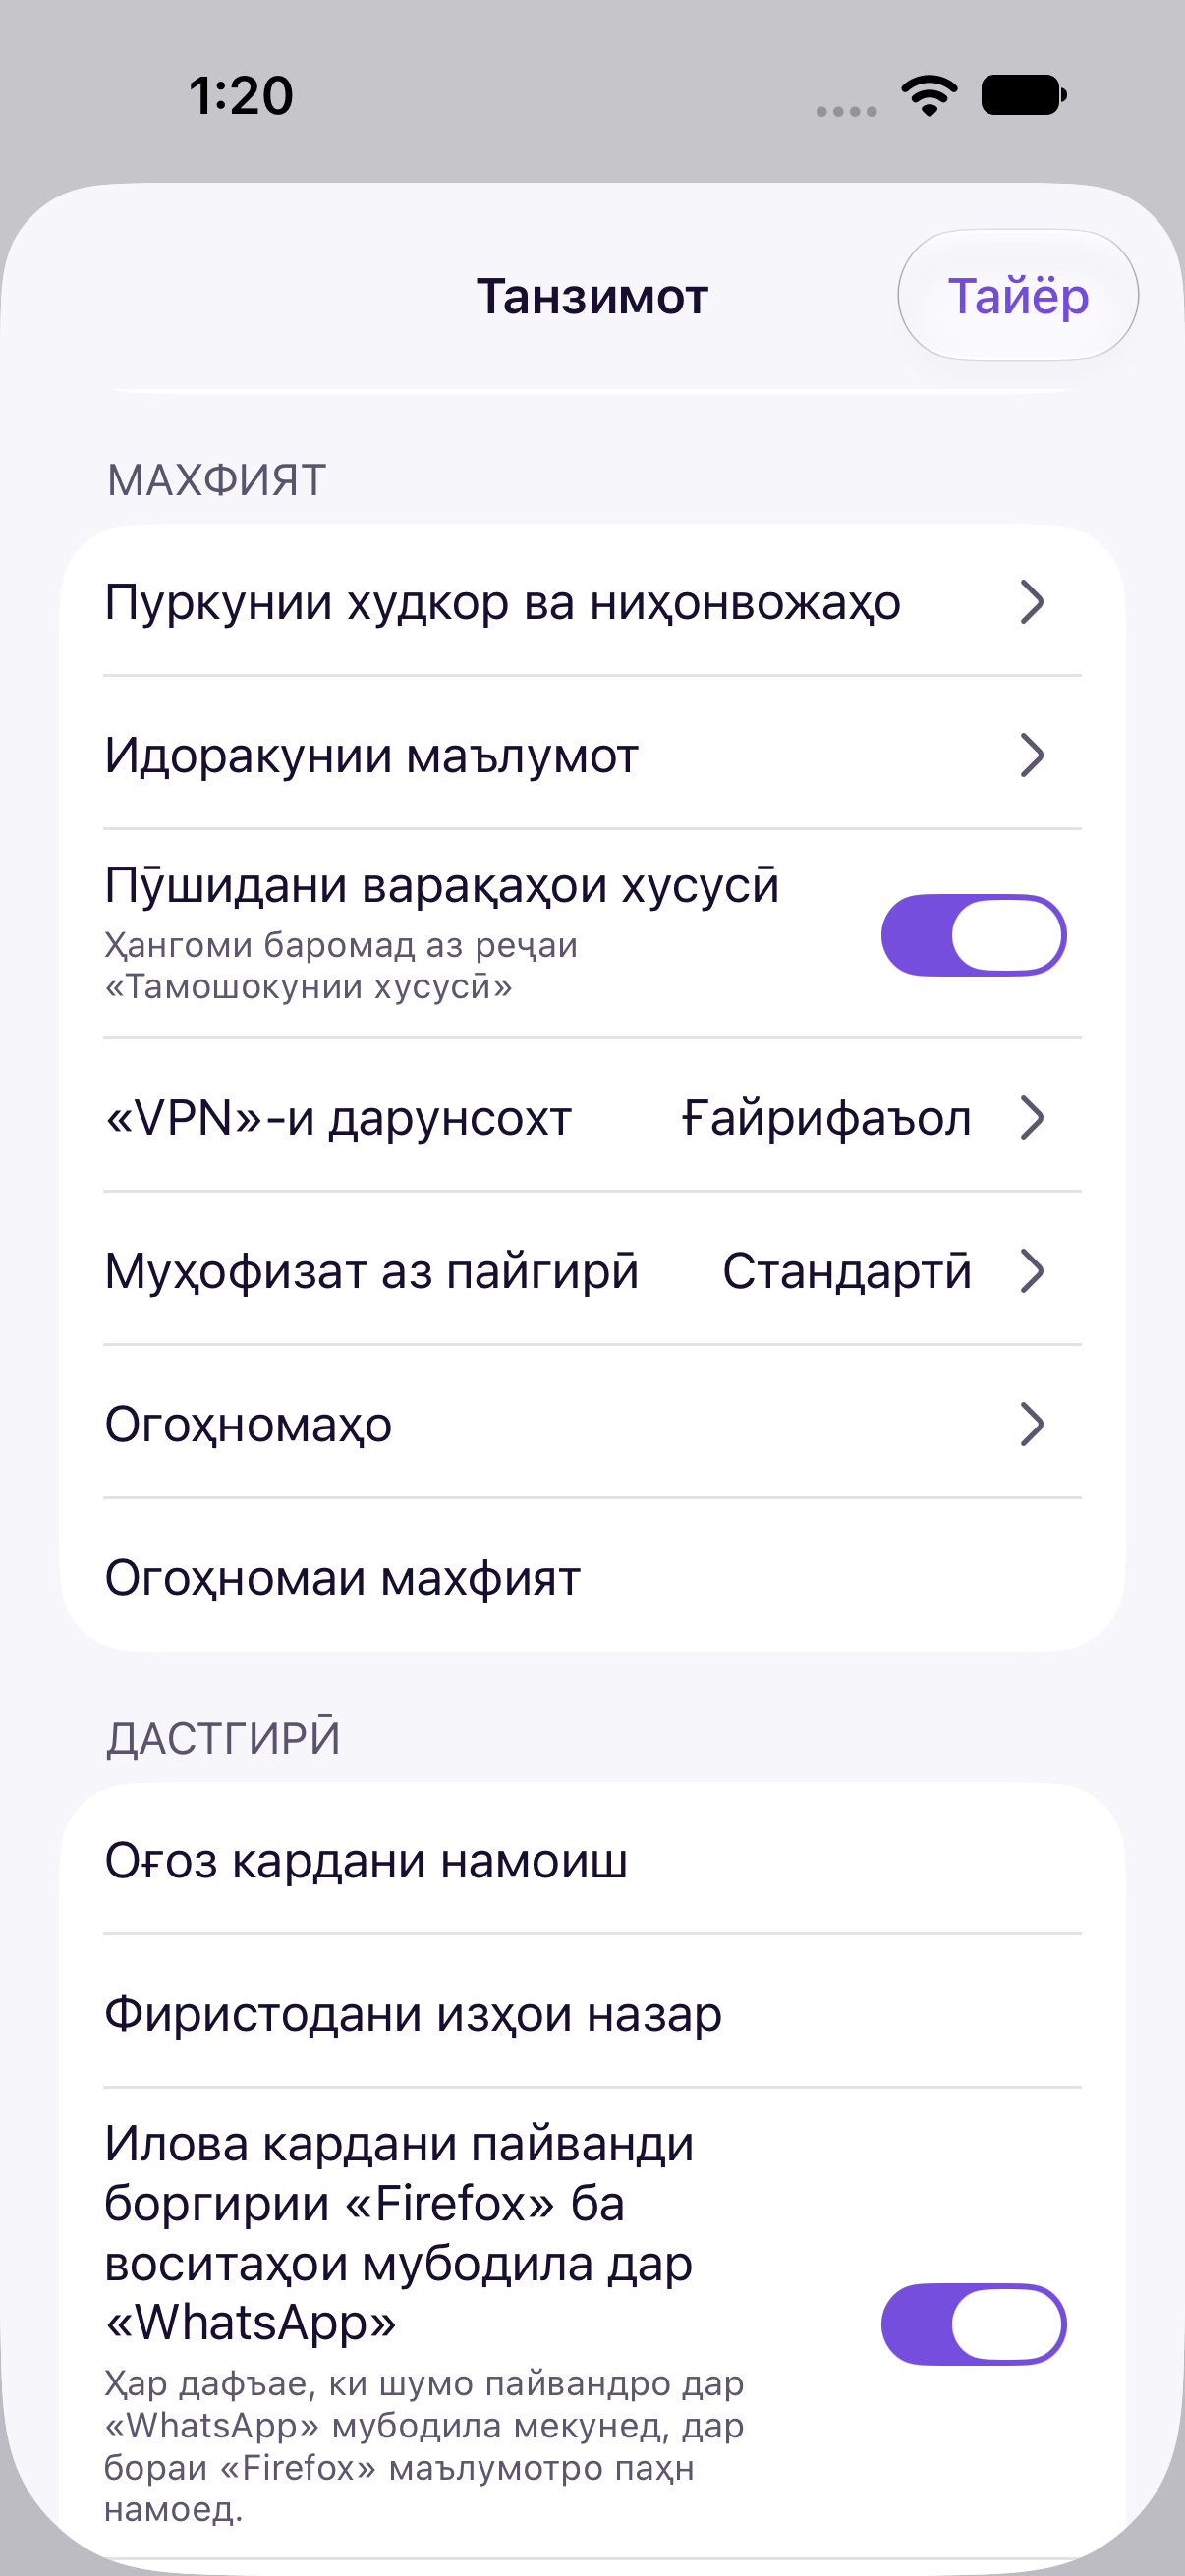 1:20
Танзимот
Тайёр
МАХФИЯТ
Пуркунии худкор ва ниҳонвожаҳо
Идоракунии маълумот
Пӯшидани варақаҳои хусусӣ
Ҳангоми баромад аз реҷаи
«Тамошокунии хусусӣ»
«VPN»-и дарунсохт
Ғайрифаъол
Муҳофизат аз пайгирӣ
Стандартӣ
Огоҳномаҳо
Огоҳномаи махфият
ДАСТГИРӢ
Оғоз кардани намоиш
Фиристодани изҳои назар
Илова кардани пайванди
боргирии «Firefox» ба
воситаҳои мубодила дар
«WhatsApp»
Ҳар дафъае, ки шумо пайвандро дар
«WhatsApp» мубодила мекунед, дар
бораи «Firefox» маълумотро паҳн
намоед.